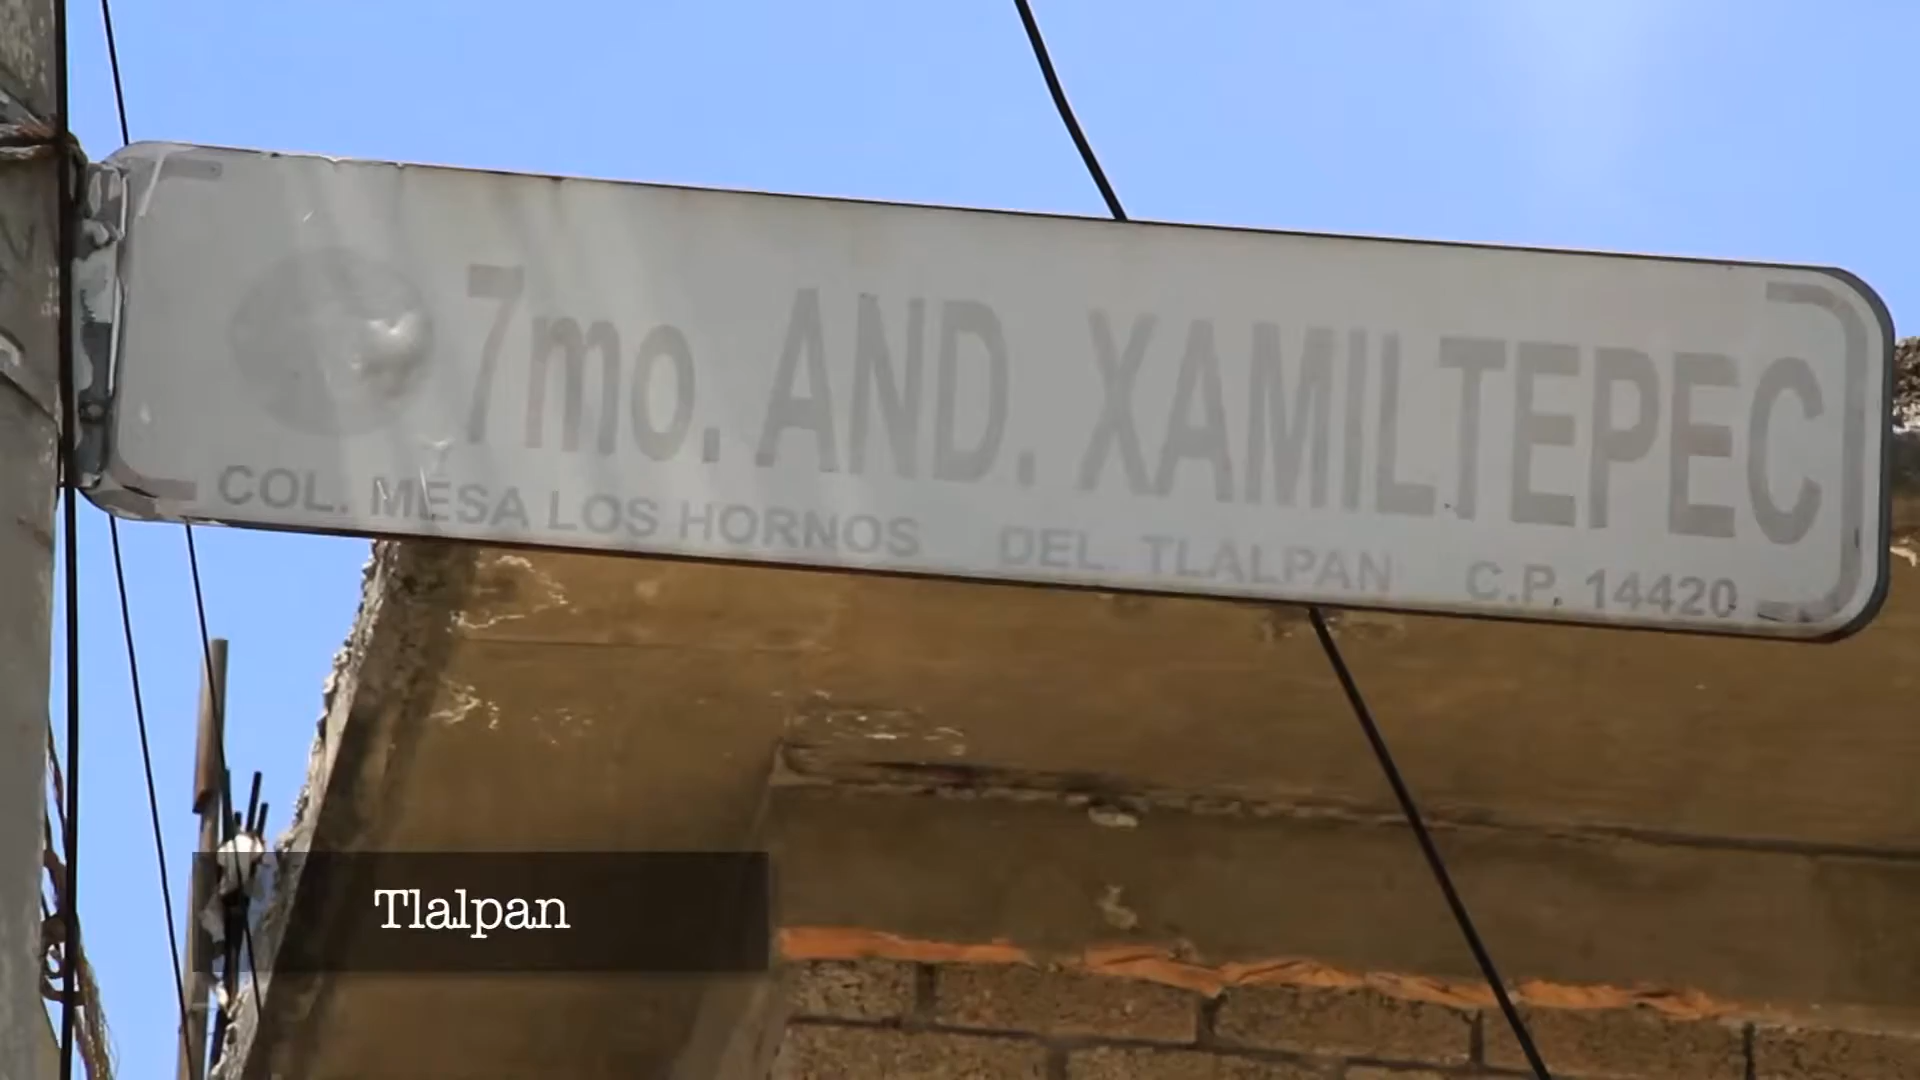 7mo. AND. XAMILTEPEC
COL. MESA LOS HORNOS DEL. TLALPAN C.P. 14420
Tlalpan